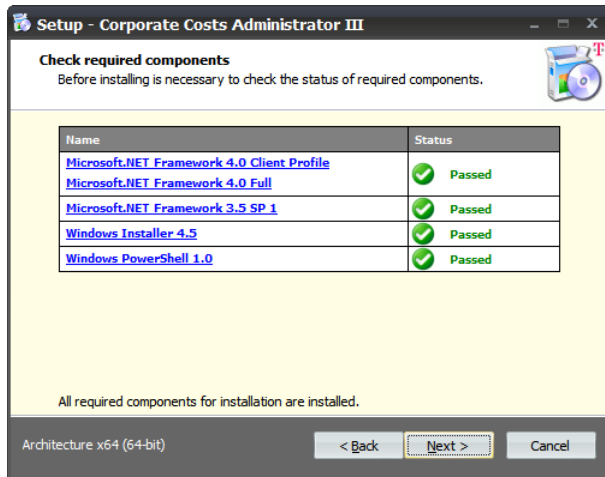 Setup - Corporate Costs Administrator III
Check required components
Before installing is necessary to check the status of required components.
T
Name Status
Microsoft.NET Framework 4.0 Client Profile
Microsoft.NET Framework 4.0 Full
Passed
Microsoft.NET Framework 3.5 SP 1 Passed
Windows Installer 4.5 Passed
Windows PowerShell 1.0 Passed
All required components for installation are installed.
Architecture x64 (64-bit) < Back Next > Cancel